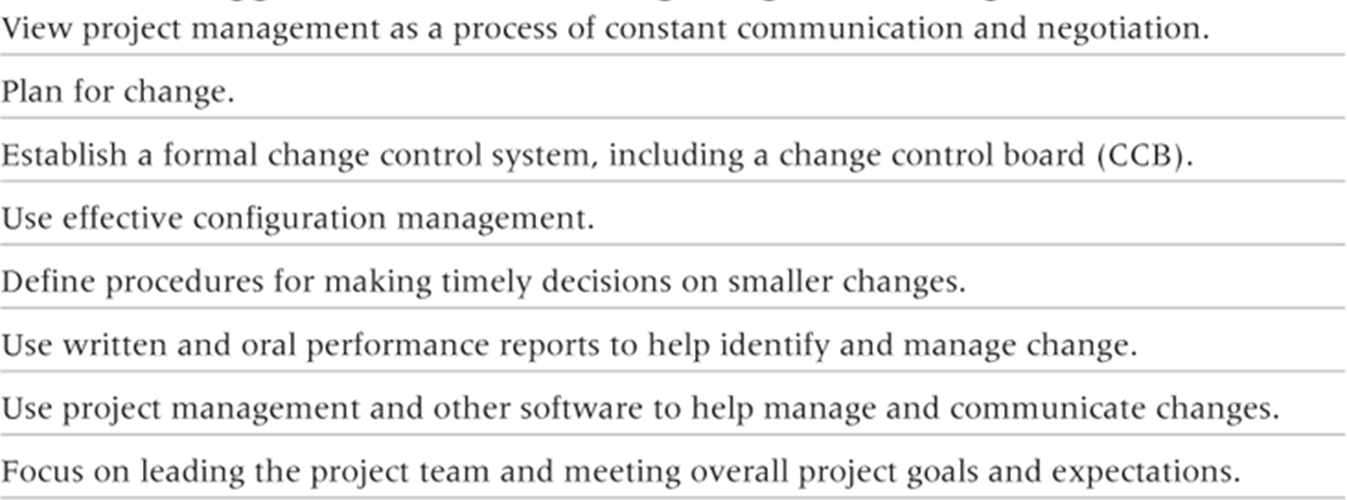 View project management as a process of constant communication and negotiation.
Plan for change.
Establish a formal change control system, including a change control board (CCB).
Use effective configuration management.
Define procedures for making timely decisions on smaller changes.
Use written and oral performance reports to help identify and manage change.
Use project management and other software to help manage and communicate changes.
Focus on leading the project team and meeting overall project goals and expectations.